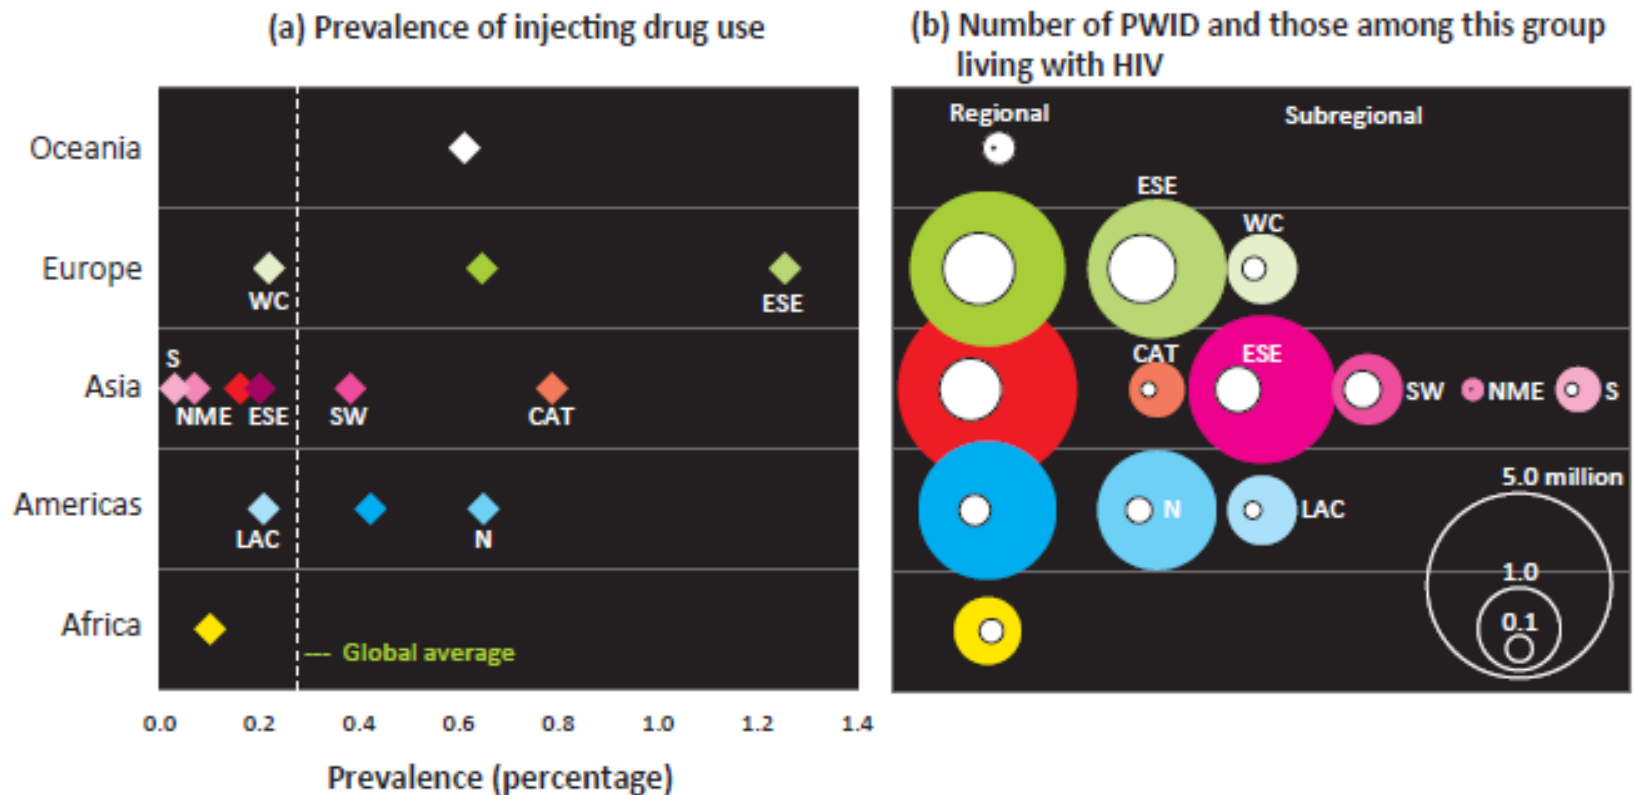 (a) Prevalence of injecting drug use
Oceania
Europe
WC
ESE
S
Asia
NME
ESE
SW
CAT
Americas
LAC
N
Africa
--- Global average
0.0 0.2 0.4 0.6 0.8 1.0 1.2 1.4
Prevalence (percentage)
(b) Number of PWID and those among this group
living with HIV
Regional
Subregional
ESE
WC
CAT
ESE
SW
NME
S
N
LAC
5.0 million
1.0
0.1